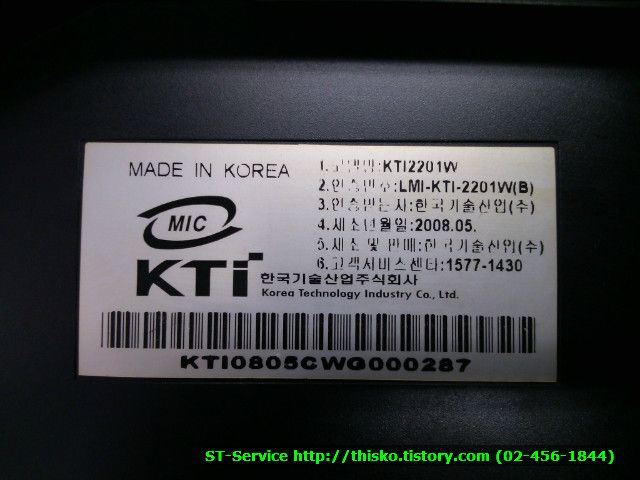 MADE IN KOREA
MIC
KTi
한국기술산업주식회사
Korea Technology Industry Co., Ltd.
1.모델명:KTI2201W
2.인증번호:LMI-KTI-2201W(B)
3.인증받는자:한국기술산업(주)
4.제조년월일:2008.05.
5.제조 및 판매:한국기술산업(주)
6.고객서비스센타:1577-1430
KTI0805CWG000287
ST-Service http://thisko.tistory.com (02-456-1844)